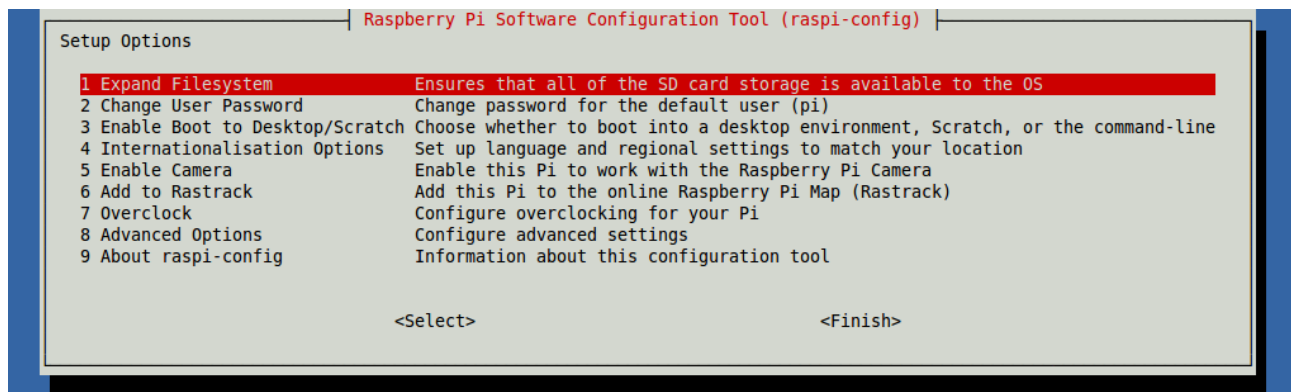 Raspberry Pi Software Configuration Tool (raspi-config)
Setup Options
1 Expand Filesystem Ensures that all of the SD card storage is available to the OS
2 Change User Password Change password for the default user (pi)
3 Enable Boot to Desktop/Scratch Choose whether to boot into a desktop environment, Scratch, or the command-line
4 Internationalisation Options Set up language and regional settings to match your location
5 Enable Camera Enable this Pi to work with the Raspberry Pi Camera
6 Add to Rastrack Add this Pi to the online Raspberry Pi Map (Rastrack)
7 Overclock Configure overclocking for your Pi
8 Advanced Options Configure advanced settings
9 About raspi-config Information about this configuration tool
<Select> <Finish>